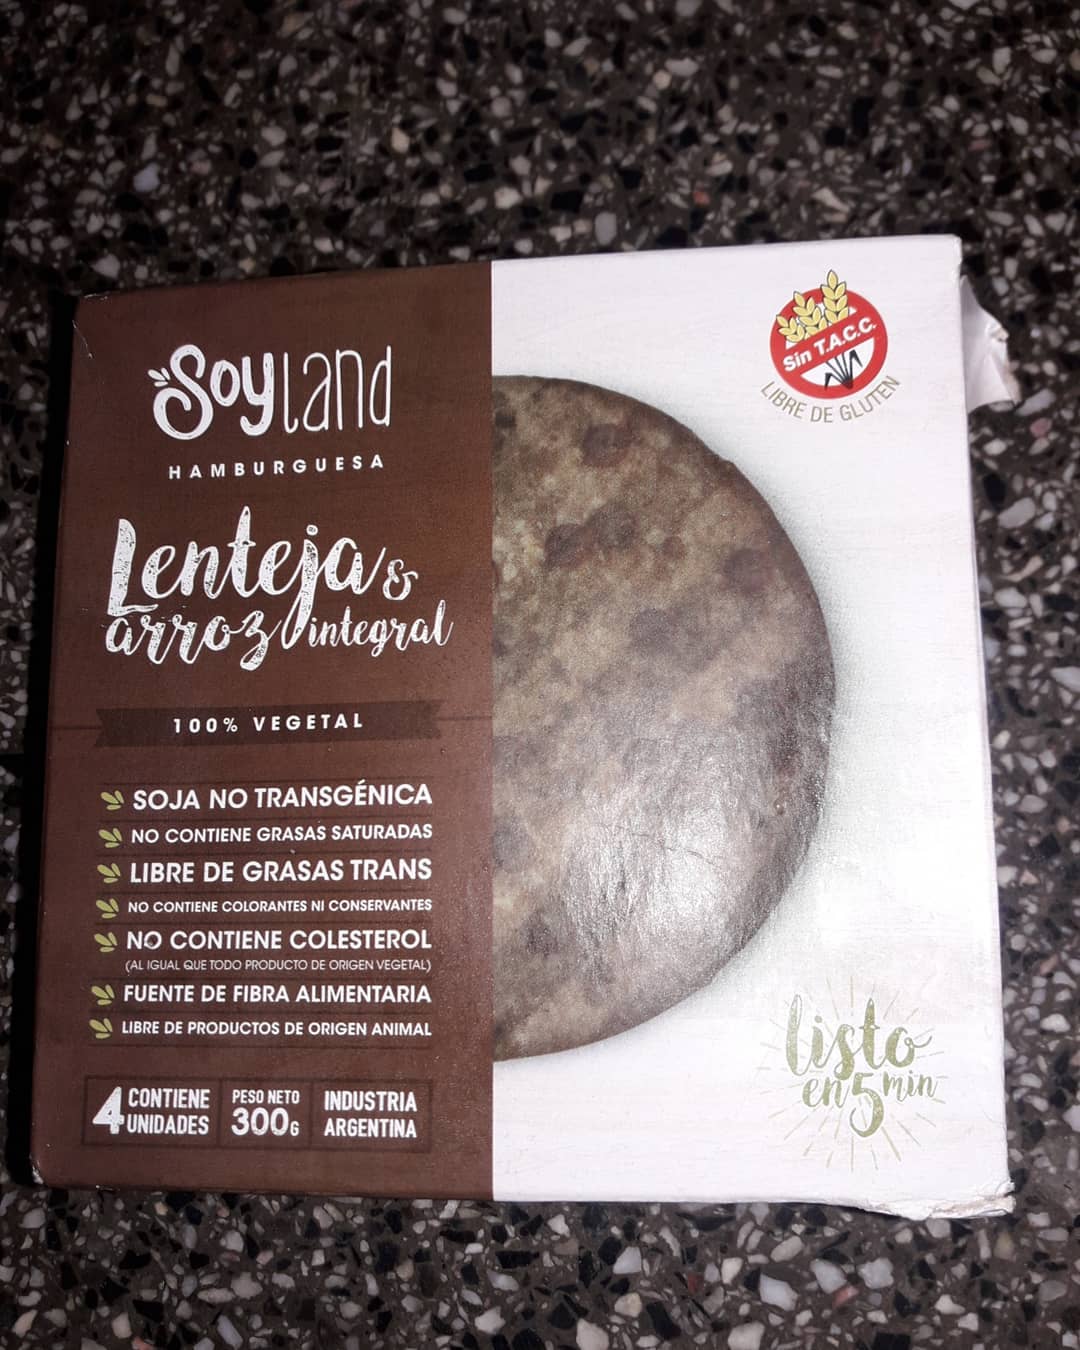 Soyland
HAMBURGUESA
Lenteja &
arroz integral
100% VEGETAL
SOJA NO TRANSGÉNICA
NO CONTIENE GRASAS SATURADAS
LIBRE DE GRASAS TRANS
NO CONTIENE COLORANTES NI CONSERVANTES
NO CONTIENE COLESTEROL
(AL IGUAL QUE TODO PRODUCTO DE ORIGEN VEGETAL)
FUENTE DE FIBRA ALIMENTARIA
LIBRE DE PRODUCTOS DE ORIGEN ANIMAL
4 CONTIENE
UNIDADES
PESO NETO
300G
INDUSTRIA
ARGENTINA
Sin T.A.C.C.
LIBRE DE GLUTEN
listo
en 5 min